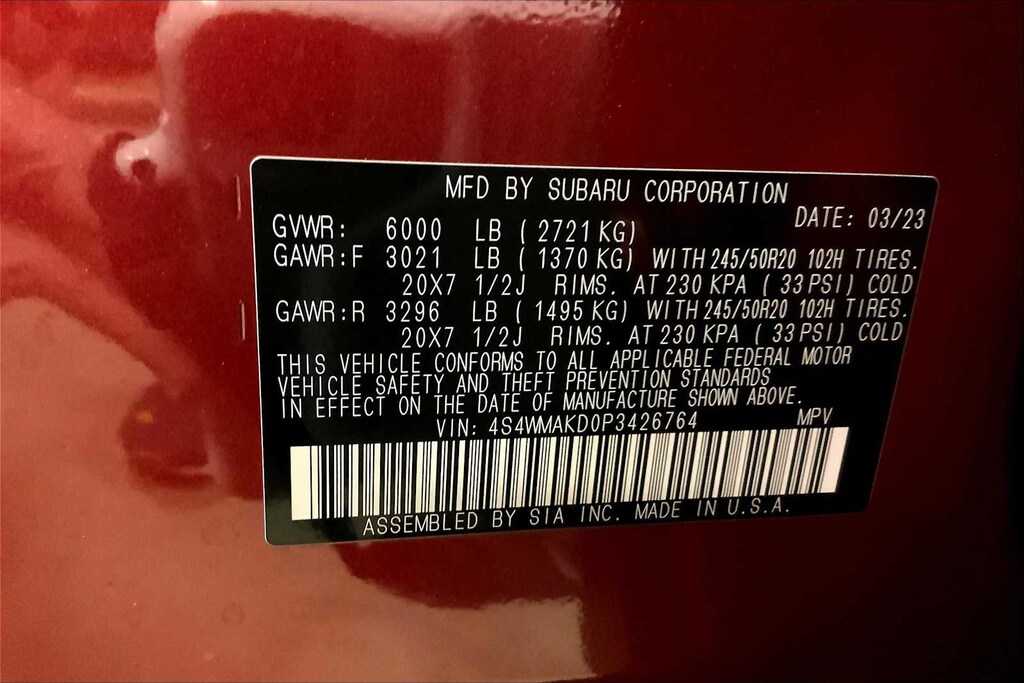 MFD BY SUBARU CORPORATION
DATE: 03/23
GVWR: 6000 LB ( 2721 KG)
GAWR:F 3021 LB ( 1370 KG) WITH 245/50R20 102H TIRES.
20X7 1/2J RIMS. AT 230 KPA ( 33 PSI) COLD
GAWR:R 3296 LB ( 1495 KG) WITH 245/50R20 102H TIRES.
20X7 1/2J RIMS. AT 230 KPA ( 33 PSI) COLD
THIS VEHICLE CONFORMS TO ALL APPLICABLE FEDERAL MOTOR
VEHICLE SAFETY AND THEFT PREVENTION STANDARDS
IN EFFECT ON THE DATE OF MANUFACTURE SHOWN ABOVE.
VIN: 4S4WMAKD0P3426764 MPV
ASSEMBLED BY SIA INC. MADE IN U.S.A.